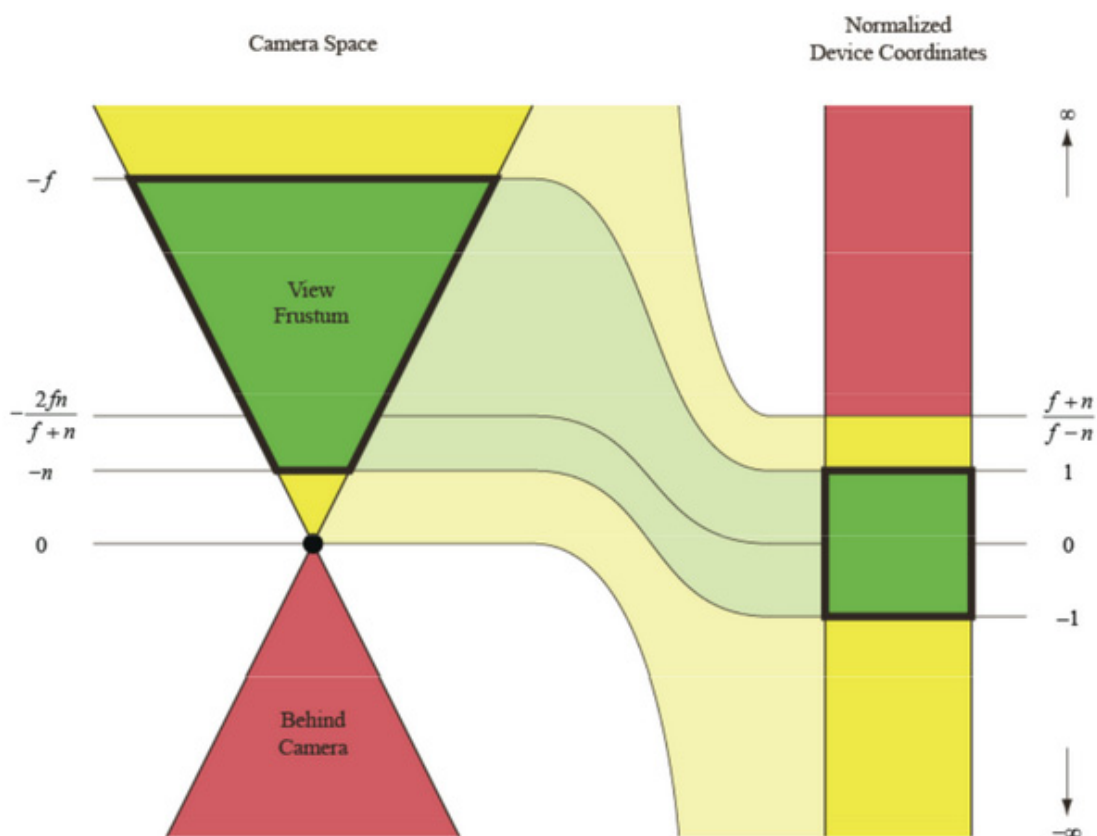 Camera Space
Normalized
Device Coordinates
∞
−f
View
Frustum
−2fn/(f+n)
(f+n)/(f−n)
−n
1
0
0
−1
Behind
Camera
−∞